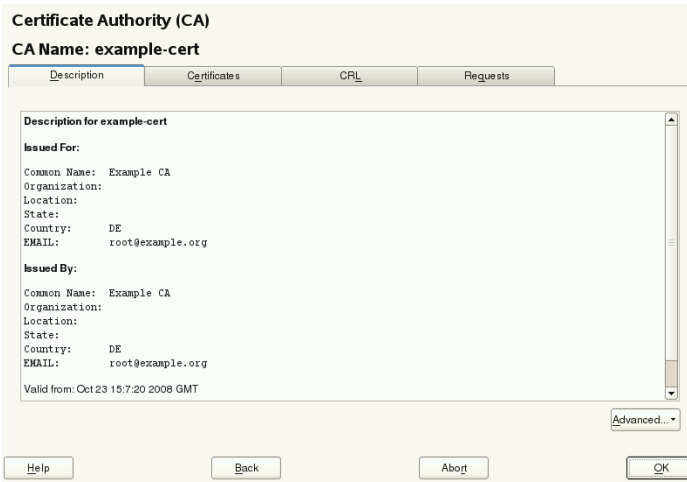 Certificate Authority (CA)
CA Name: example-cert
Description Certificates CRL Requests
Description for example-cert
Issued For:
Common Name: Example CA
Organization:
Location:
State:
Country: DE
EMAIL: root@example.org
Issued By:
Common Name: Example CA
Organization:
Location:
State:
Country: DE
EMAIL: root@example.org
Valid from: Oct 23 15:7:20 2008 GMT
Advanced...
Help Back Abort OK